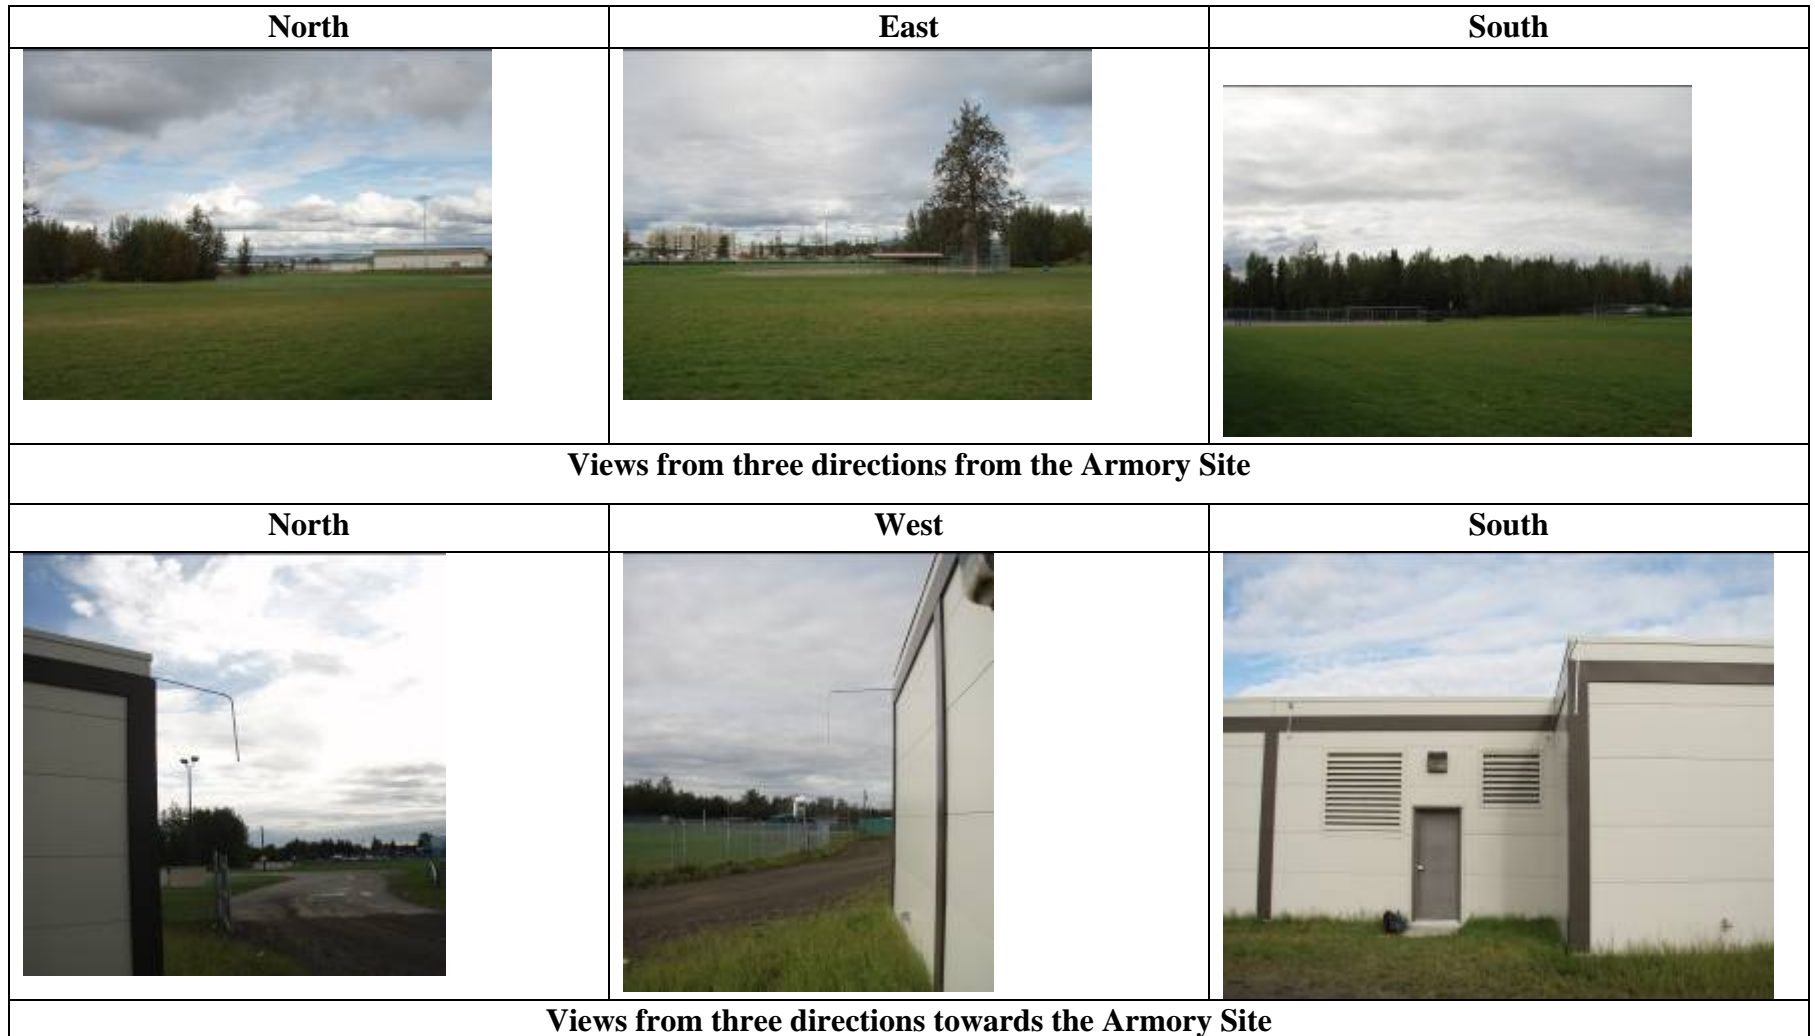 North
East
South
Views from three directions from the Armory Site
North
West
South
Views from three directions towards the Armory Site